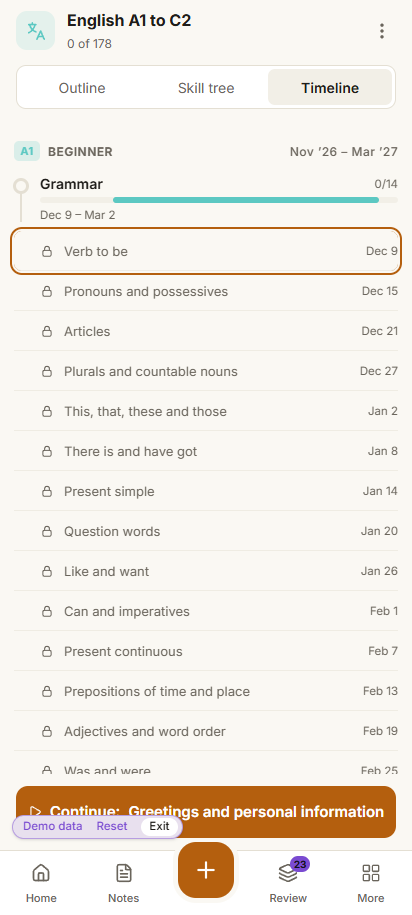 English A1 to C2
0 of 178
Outline
Skill tree
Timeline
A1 BEGINNER Nov ’26 – Mar ’27
Grammar 0/14
Dec 9 – Mar 2
Verb to be Dec 9
Pronouns and possessives Dec 15
Articles Dec 21
Plurals and countable nouns Dec 27
This, that, these and those Jan 2
There is and have got Jan 8
Present simple Jan 14
Question words Jan 20
Like and want Jan 26
Can and imperatives Feb 1
Present continuous Feb 7
Prepositions of time and place Feb 13
Adjectives and word order Feb 19
Was and were Feb 25
Continue: Greetings and personal information
Demo data Reset Exit
23
Home Notes Review More